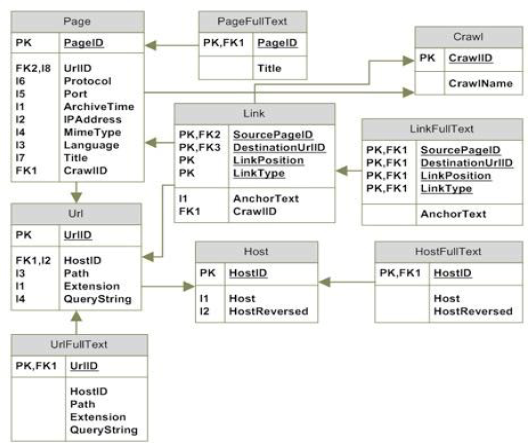 Page
PK PageID
FK2,I8 UrlID
I6 Protocol
I5 Port
I1 ArchiveTime
I2 IPAddress
I4 MimeType
I3 Language
I7 Title
FK1 CrawlID
PageFullText
PK,FK1 PageID
Title
Crawl
PK CrawlID
CrawlName
Link
PK,FK2 SourcePageID
PK,FK3 DestinationUrlID
PK LinkPosition
PK LinkType
I1 AnchorText
FK1 CrawlID
LinkFullText
PK,FK1 SourcePageID
PK,FK1 DestinationUrlID
PK,FK1 LinkPosition
PK,FK1 LinkType
AnchorText
Url
PK UrlID
FK1,I2 HostID
I3 Path
I1 Extension
I4 QueryString
Host
PK HostID
I1 Host
I2 HostReversed
HostFullText
PK,FK1 HostID
Host
HostReversed
UrlFullText
PK,FK1 UrlID
HostID
Path
Extension
QueryString